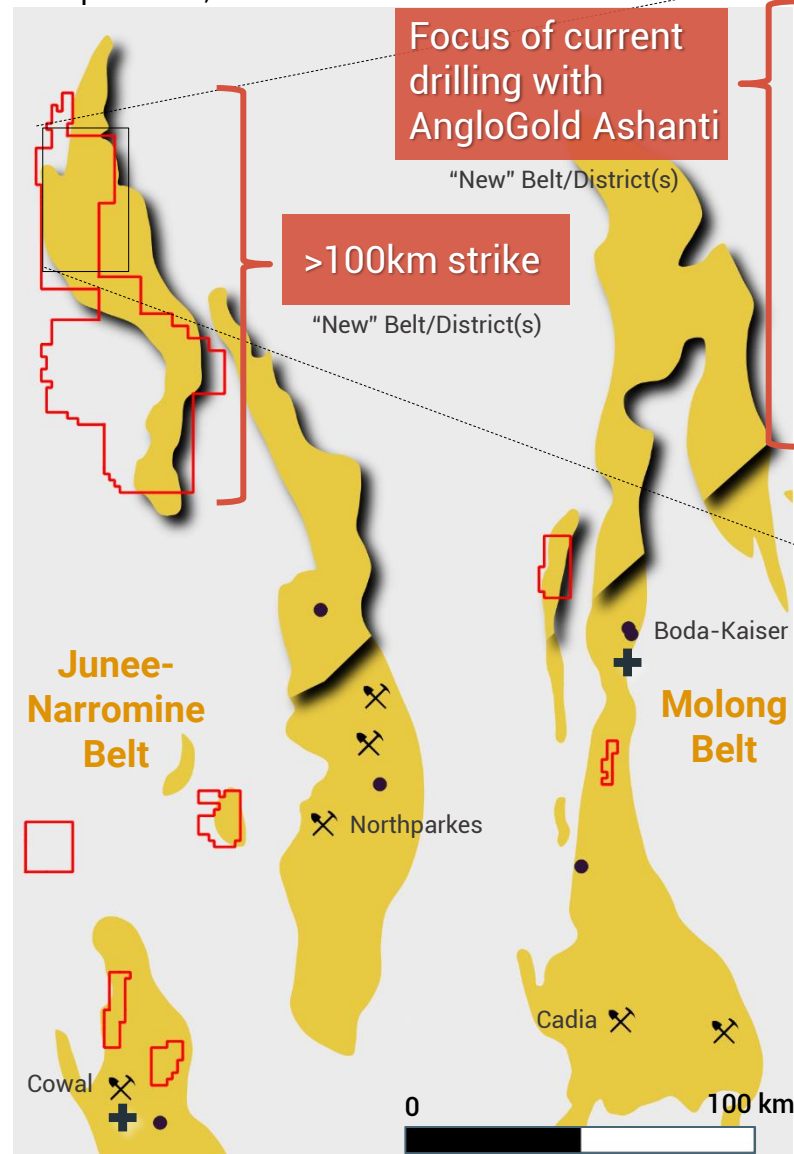 Focus of current
drilling with
AngloGold Ashanti
“New” Belt/District(s)
>100km strike
“New” Belt/District(s)
Boda-Kaiser
Junee-
Narromine
Belt
Molong
Belt
Northparkes
Cadia
Cowal
0
100 km